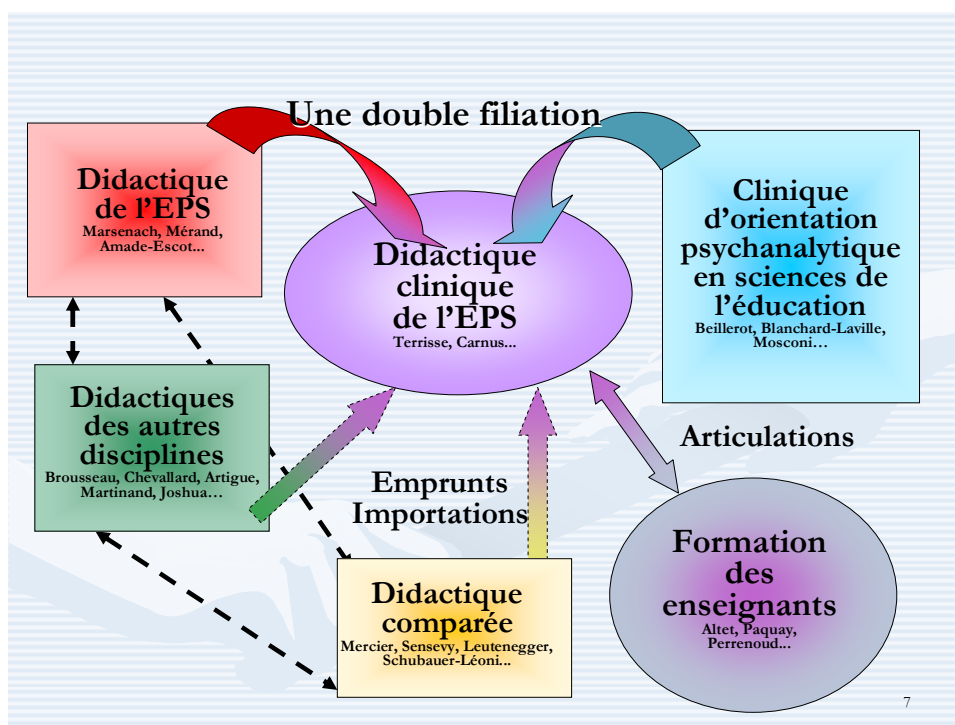 Une double filiation
Didactique
de l'EPS
Marsenach, Mérand,
Amade-Escot...
Clinique
d'orientation
psychanalytique
en sciences de
l'éducation
Beillerot, Blanchard-Laville,
Mosconi…
Didactique
clinique
de l'EPS
Terrisse, Carnus...
Didactiques
des autres
disciplines
Brousseau, Chevallard, Artigue,
Martinand, Joshua…
Articulations
Emprunts
Importations
Formation
des
enseignants
Altet, Paquay,
Perrenoud...
Didactique
comparée
Mercier, Sensevy, Leutenegger,
Schubauer-Léoni...
7